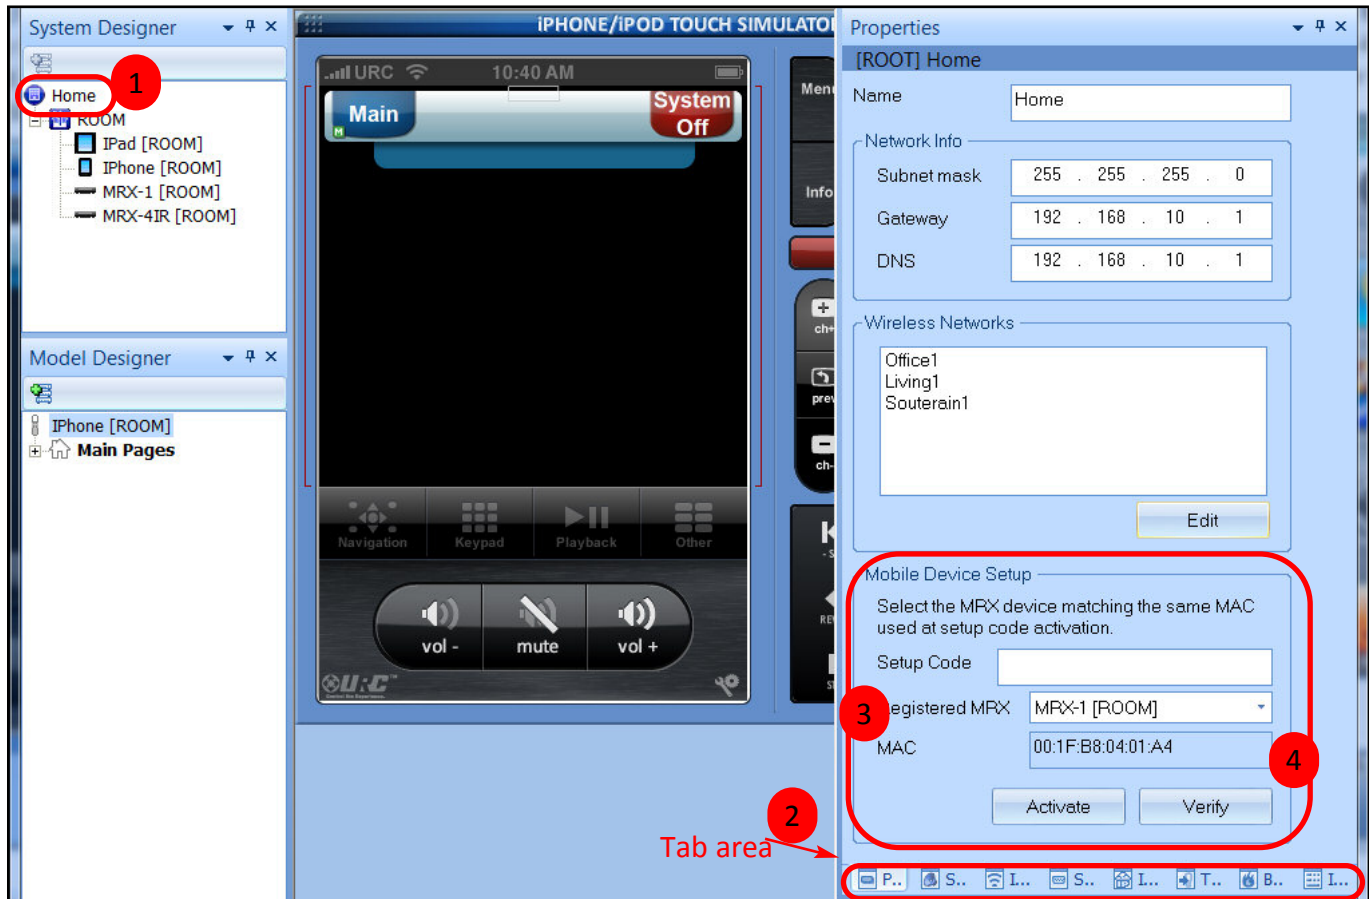 System Designer
1
Home
ROOM
IPad [ROOM]
IPhone [ROOM]
MRX-1 [ROOM]
MRX-4IR [ROOM]
Model Designer
IPhone [ROOM]
Main Pages
iPHONE/iPOD TOUCH SIMULATO
URC
10:40 AM
Main
M
System
Off
Navigation
Keypad
Playback
Other
vol -
mute
vol +
URC™
Menu
Info
ch+
prev
ch-
Properties
[ROOT] Home
Name
Home
Network Info
Subnet mask
255 . 255 . 255 . 0
Gateway
192 . 168 . 10 . 1
DNS
192 . 168 . 10 . 1
Wireless Networks
Office1
Living1
Souterain1
Edit
Mobile Device Setup
Select the MRX device matching the same MAC
used at setup code activation.
Setup Code
3
egistered MRX
MRX-1 [ROOM]
MAC
00:1F:B8:04:01:A4
4
Activate
Verify
2
Tab area
P.. S.. I... S.. I... T.. B.. I...